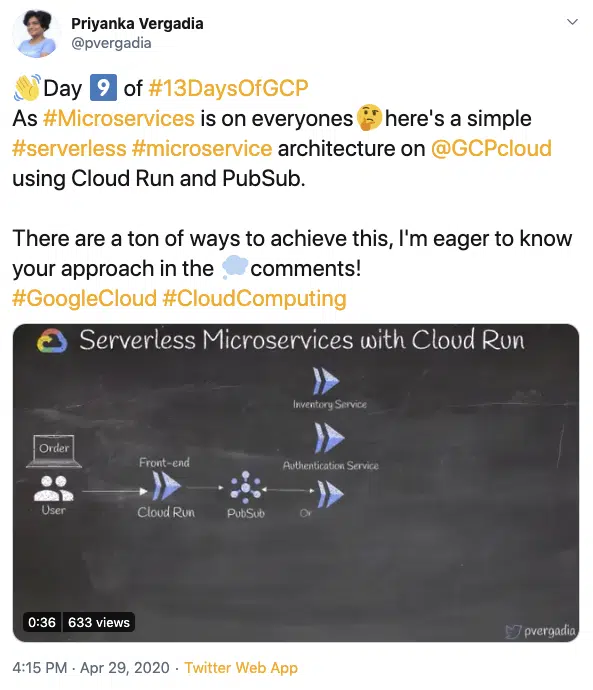 Priyanka Vergadia
@pvergadia
👋Day 9️⃣ of #13DaysOfGCP
As #Microservices is on everyones🤔here's a simple
#serverless #microservice architecture on @GCPcloud
using Cloud Run and PubSub.
There are a ton of ways to achieve this, I'm eager to know
your approach in the 💭comments!
#GoogleCloud #CloudComputing
Serverless Microservices with Cloud Run
Inventory Service
Order
Front-end
Authentication Service
User
Cloud Run
PubSub
Or
0:36 633 views
pvergadia
4:15 PM · Apr 29, 2020 · Twitter Web App